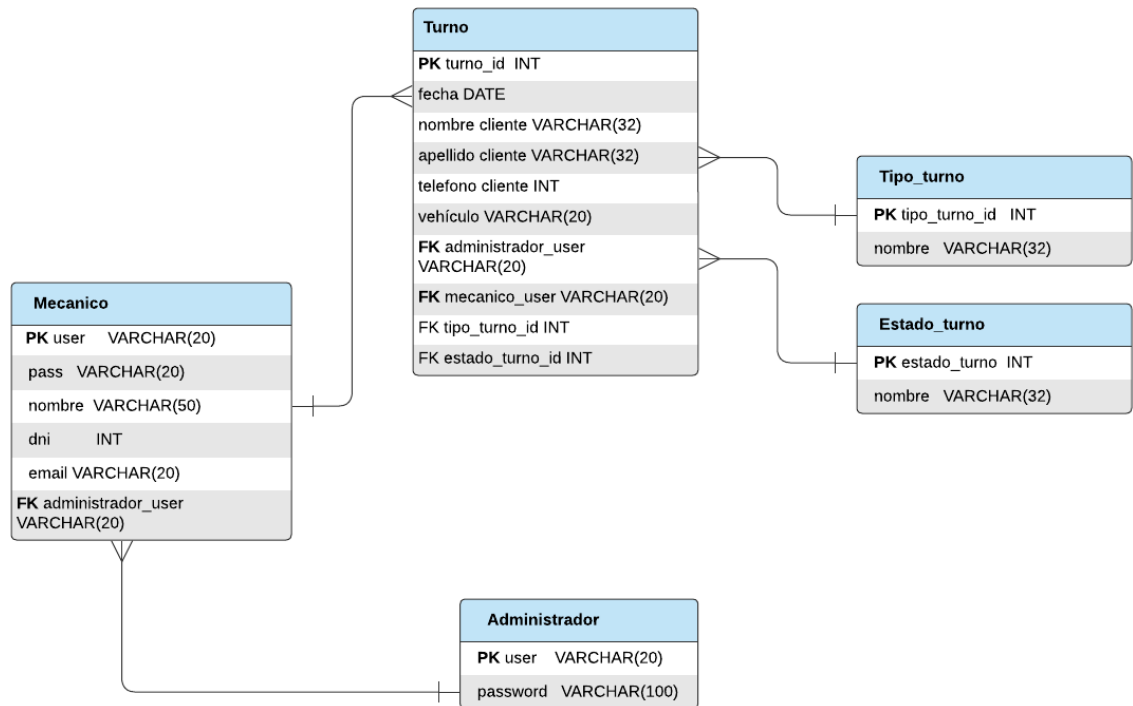 Turno
PK turno_id INT
fecha DATE
nombre cliente VARCHAR(32)
apellido cliente VARCHAR(32)
telefono cliente INT
vehículo VARCHAR(20)
FK administrador_user
VARCHAR(20)
FK mecanico_user VARCHAR(20)
FK tipo_turno_id INT
FK estado_turno_id INT
Tipo_turno
PK tipo_turno_id INT
nombre VARCHAR(32)
Estado_turno
PK estado_turno INT
nombre VARCHAR(32)
Mecanico
PK user VARCHAR(20)
pass VARCHAR(20)
nombre VARCHAR(50)
dni INT
email VARCHAR(20)
FK administrador_user
VARCHAR(20)
Administrador
PK user VARCHAR(20)
password VARCHAR(100)